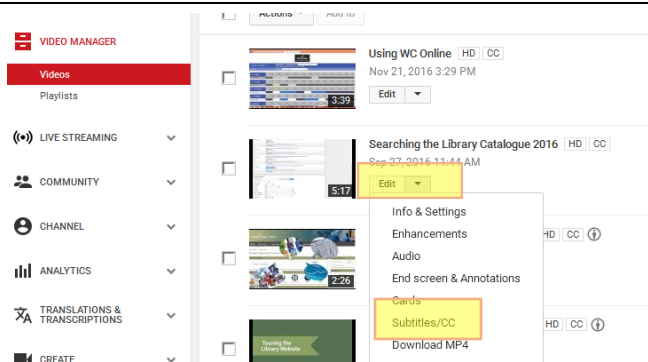 Actions Add to
VIDEO MANAGER
Videos
Playlists
LIVE STREAMING
COMMUNITY
CHANNEL
ANALYTICS
TRANSLATIONS &
TRANSCRIPTIONS
CREATE
Using WC Online HD CC
Nov 21, 2016 3:29 PM
Edit
3:39
Searching the Library Catalogue 2016 HD CC
Sep 27, 2016 11:44 AM
Edit
5:17
Info & Settings
Enhancements
Audio
End screen & Annotations
Cards
Subtitles/CC
Download MP4
HD CC
2:26
HD CC
Touring the
Library Website